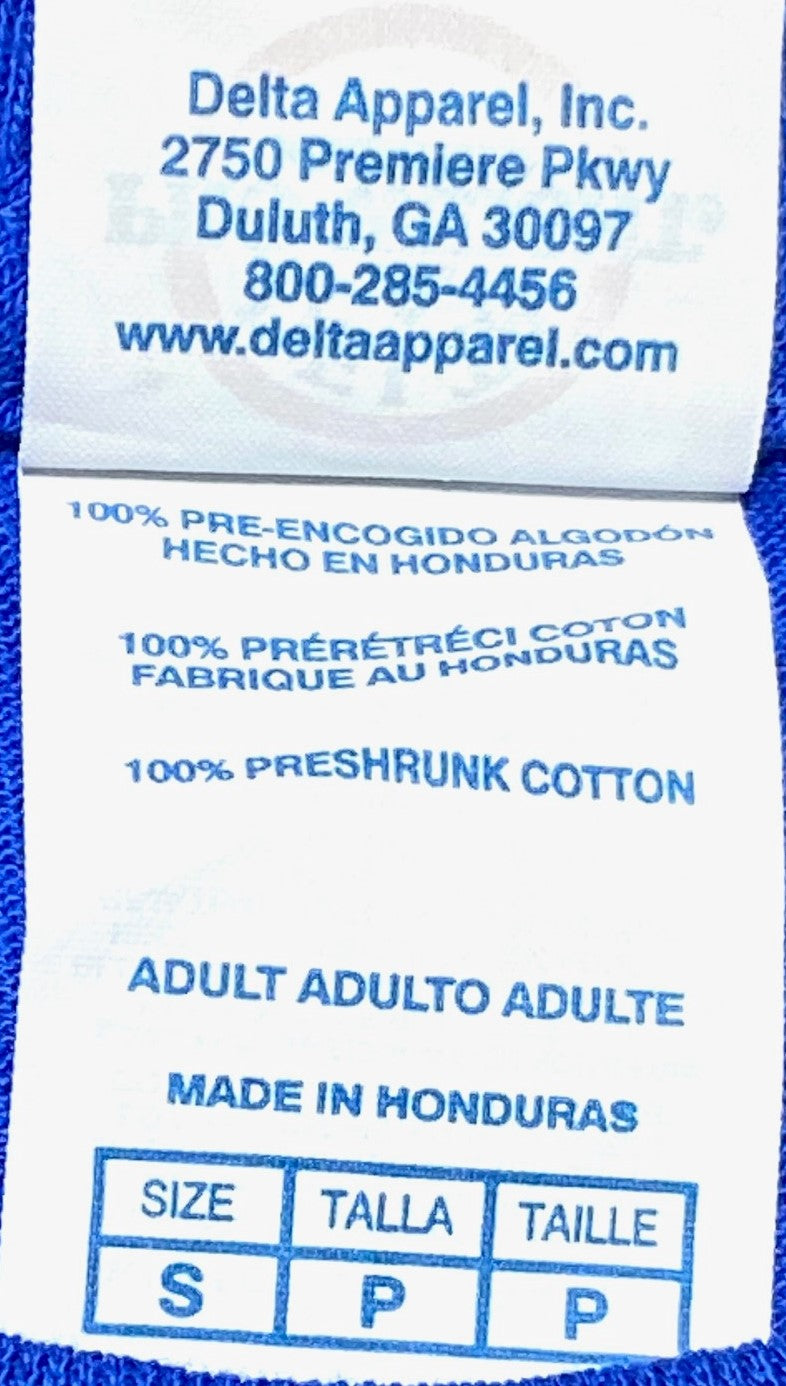 Delta Apparel, Inc.
2750 Premiere Pkwy
Duluth, GA 30097
800-285-4456
www.deltaapparel.com
100% PRE-ENCOGIDO ALGODÓN
HECHO EN HONDURAS
100% PRÉRÉTRÉCI COTON
FABRIQUE AU HONDURAS
100% PRESHRUNK COTTON
ADULT ADULTO ADULTE
MADE IN HONDURAS
SIZE TALLA TAILLE
S P P